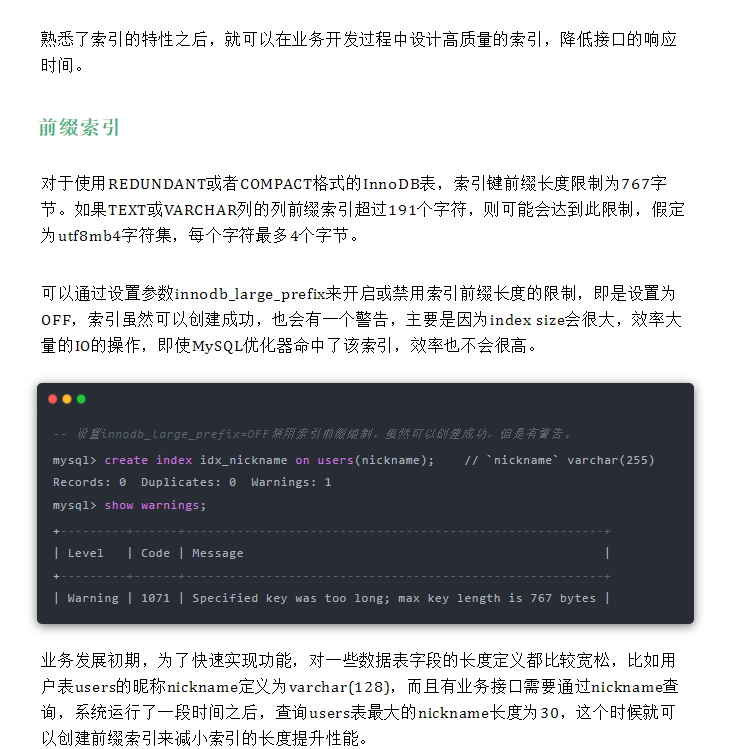 熟悉了索引的特性之后，就可以在业务开发过程中设计高质量的索引，降低接口的响应
时间。
前缀索引
对于使用REDUNDANT或者COMPACT格式的InnoDB表，索引键前缀长度限制为767字
节。如果TEXT或VARCHAR列的列前缀索引超过191个字符，则可能会达到此限制，假定
为utf8mb4字符集，每个字符最多4个字节。
可以通过设置参数innodb_large_prefix来开启或禁用索引前缀长度的限制，即是设置为
OFF，索引虽然可以创建成功，也会有一个警告，主要是因为index size会很大，效率大
量的IO的操作，即使MySQL优化器命中了该索引，效率也不会很高。
-- 设置innodb_large_prefix=OFF禁用索引前缀限制，虽然可以创建成功，但是有警告。
mysql> create index idx_nickname on users(nickname);    // `nickname` varchar(255)
Records: 0  Duplicates: 0  Warnings: 1
mysql> show warnings;
+---------+------+---------------------------------------------------------+
| Level   | Code | Message                                                 |
+---------+------+---------------------------------------------------------+
| Warning | 1071 | Specified key was too long; max key length is 767 bytes |
业务发展初期，为了快速实现功能，对一些数据表字段的长度定义都比较宽松，比如用
户表users的昵称nickname定义为varchar(128)，而且有业务接口需要通过nickname查
询，系统运行了一段时间之后，查询users表最大的nickname长度为30，这个时候就可
以创建前缀索引来减小索引的长度提升性能。